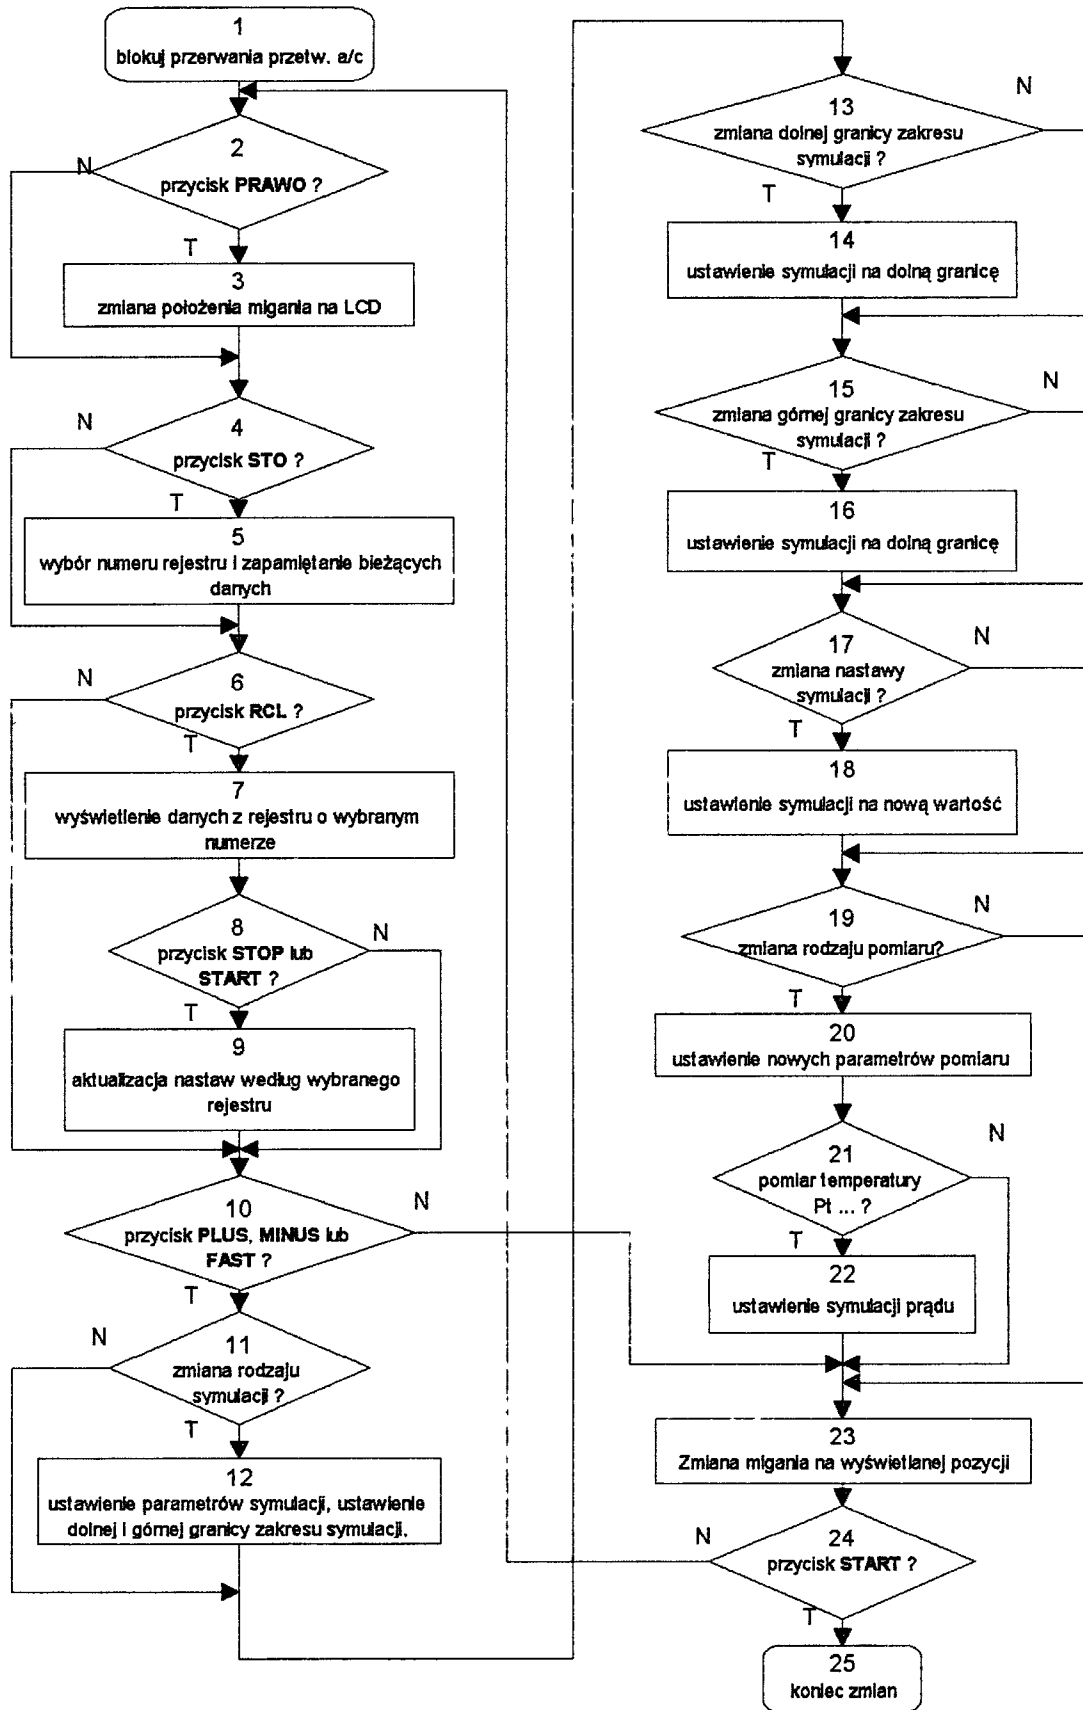 1
blokuj przerwania przetw. a/c
2
przycisk PRAWO ?
N
T
3
zmiana położenia migania na LCD
N
4
przycisk STO ?
T
5
wybór numeru rejestru i zapamiętanie bieżących
danych
N
6
przycisk RCL ?
T
7
wyświetlenie danych z rejestru o wybranym
numerze
8
przycisk STOP lub
START ?
N
T
9
aktualizacja nastaw według wybranego
rejestru
10
przycisk PLUS, MINUS lub
FAST ?
N
T
N
11
zmiana rodzaju
symulacji ?
T
12
ustawienie parametrów symulacji, ustawienie
dolnej i górnej granicy zakresu symulacji.
13
zmiana dolnej granicy zakresu
symulacji ?
N
T
14
ustawienie symulacji na dolną granicę
15
zmiana górnej granicy zakresu
symulacji ?
N
T
16
ustawienie symulacji na dolną granicę
17
zmiana nastawy
symulacji ?
N
T
18
ustawienie symulacji na nową wartość
19
zmiana rodzaju pomiaru?
N
T
20
ustawienie nowych parametrów pomiaru
21
pomiar temperatury
Pt ... ?
N
T
22
ustawienie symulacji prądu
23
Zmiana migania na wyświetlanej pozycji
N
24
przycisk START ?
T
25
koniec zmian